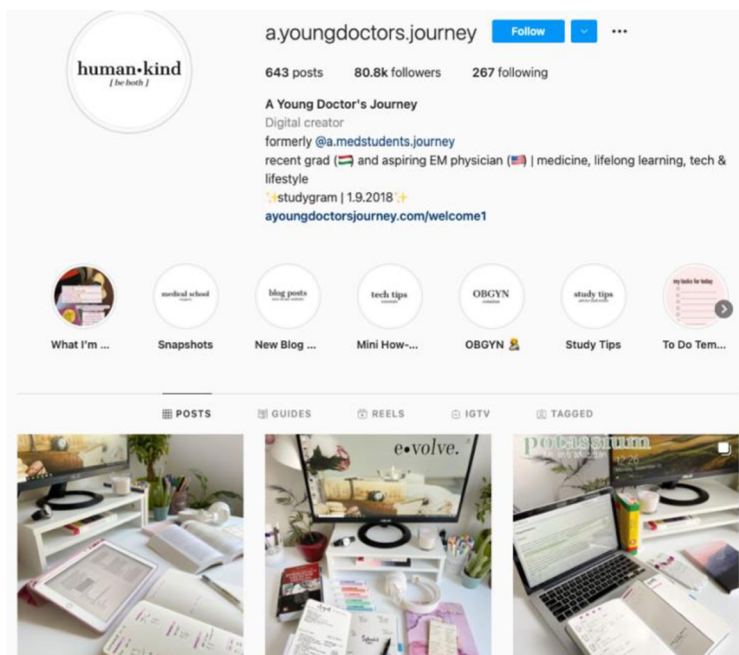 human•kind
[be both]
a.youngdoctors.journey
Follow
643 posts 80.8k followers 267 following
A Young Doctor's Journey
Digital creator
formerly @a.medstudents.journey
recent grad (🇭🇺) and aspiring EM physician (🇺🇸) | medicine, lifelong learning, tech &
lifestyle
✨studygram | 1.9.2018✨
ayoungdoctorsjourney.com/welcome1
medical school
blog posts
tech tips
OBGYN
study tips
my tasks for today
What I'm ...
Snapshots
New Blog ...
Mini How-...
OBGYN 🤱
Study Tips
To Do Tem...
POSTS
GUIDES
REELS
IGTV
TAGGED
e•volve.
potassium
12:26